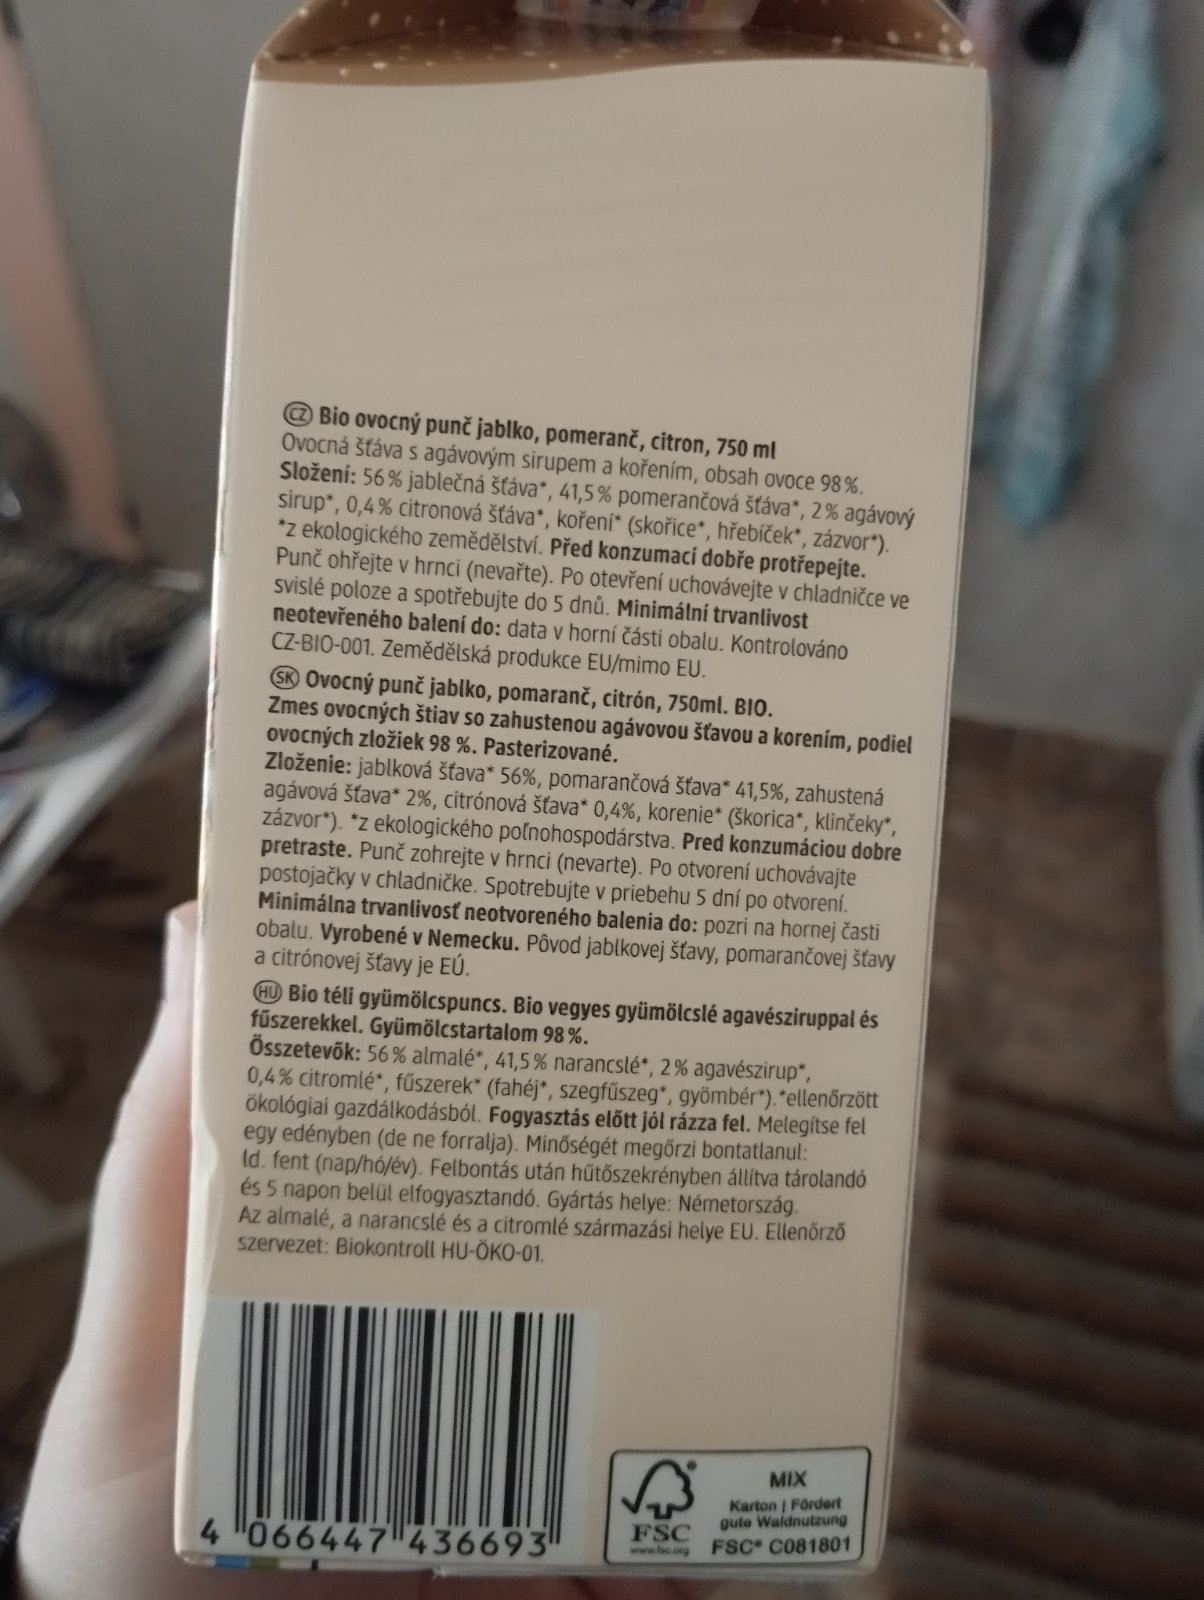 CZ Bio ovocný punč jablko, pomeranč, citron, 750 ml
Ovocná šťáva s agávovým sirupem a kořením, obsah ovoce 98 %.
Složení: 56 % jablečná šťáva*, 41,5 % pomerančová šťáva*, 2 % agávový
sirup*, 0,4 % citronová šťáva*, koření* (skořice*, hřebíček*, zázvor*).
*z ekologického zemědělství. Před konzumací dobře protřepejte.
Punč ohřejte v hrnci (nevařte). Po otevření uchovávejte v chladničce ve
svislé poloze a spotřebujte do 5 dnů. Minimální trvanlivost
neotevřeného balení do: data v horní části obalu. Kontrolováno
CZ-BIO-001. Zemědělská produkce EU/mimo EU.
SK Ovocný punč jablko, pomaranč, citrón, 750ml. BIO.
Zmes ovocných štiav so zahustenou agávovou šťavou a korením, podiel
ovocných zložiek 98 %. Pasterizované.
Zloženie: jablková šťava* 56%, pomarančová šťava* 41,5%, zahustená
agávová šťava* 2%, citrónová šťava* 0,4%, korenie* (škorica*, klinčeky*,
zázvor*). *z ekologického poľnohospodárstva. Pred konzumáciou dobre
pretraste. Punč zohrejte v hrnci (nevarte). Po otvorení uchovávajte
postojačky v chladničke. Spotrebujte v priebehu 5 dní po otvorení.
Minimálna trvanlivosť neotvoreného balenia do: pozri na hornej časti
obalu. Vyrobené v Nemecku. Pôvod jablkovej šťavy, pomarančovej šťavy
a citrónovej šťavy je EÚ.
HU Bio téli gyümölcspuncs. Bio vegyes gyümölcslé agavésziruppal és
fűszerekkel. Gyümölcstartalom 98 %.
Összetevők: 56 % almalé*, 41,5 % narancslé*, 2 % agavészirup*,
0,4 % citromlé*, fűszerek* (fahéj*, szegfűszeg*, gyömbér*).*ellenőrzött
ökológiai gazdálkodásból. Fogyasztás előtt jól rázza fel. Melegítse fel
egy edényben (de ne forralja). Minőségét megőrzi bontatlanul:
ld. fent (nap/hó/év). Felbontás után hűtőszekrényben állítva tárolandó
és 5 napon belül elfogyasztandó. Gyártás helye: Németország.
Az almalé, a narancslé és a citromlé származási helye EU. Ellenőrző
szervezet: Biokontroll HU-ÖKO-01.
4 066447 436693
FSC
www.fsc.org
MIX
Karton | Fördert
gute Waldnutzung
FSC® C081801